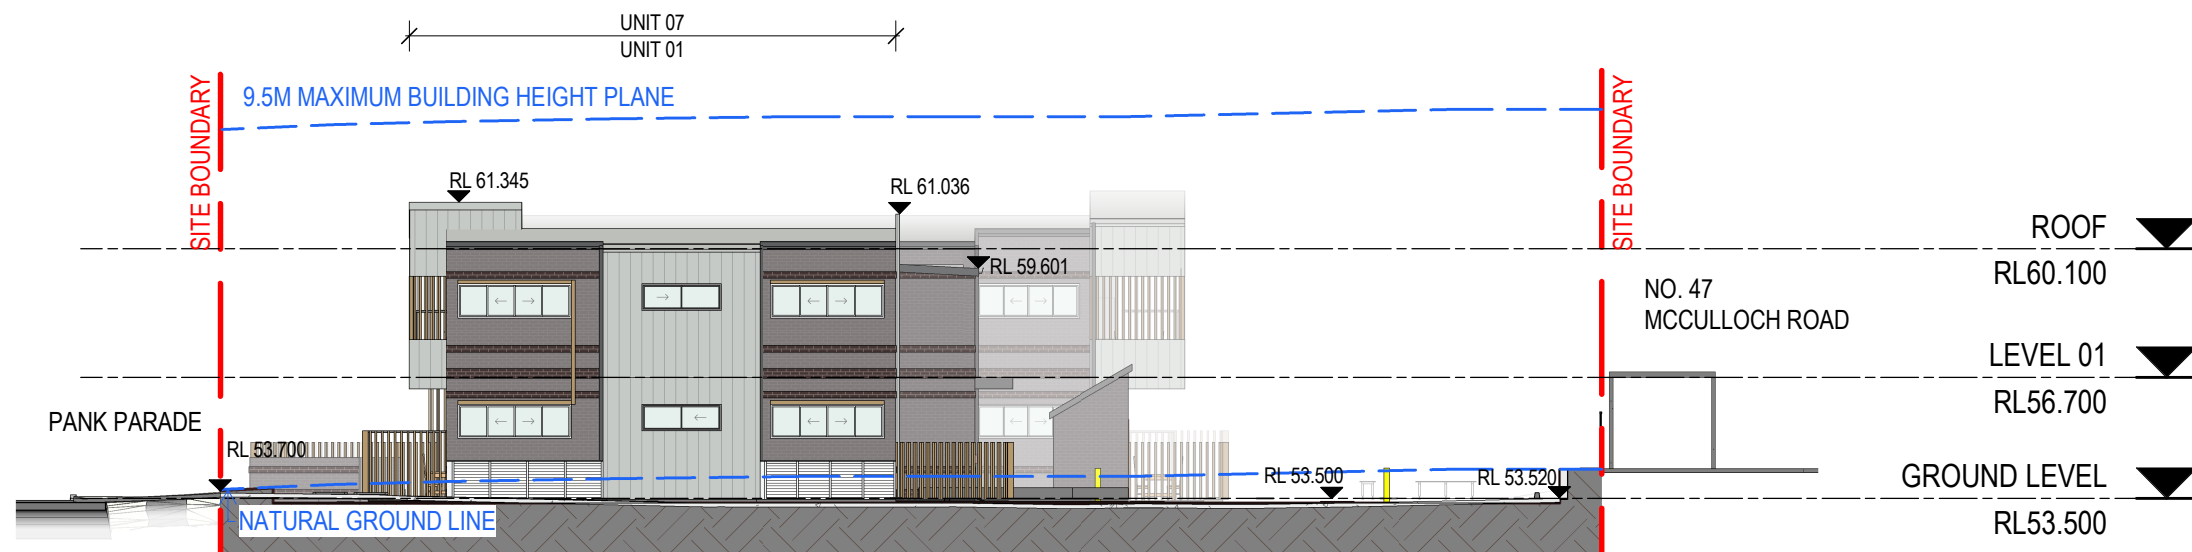 UNIT 07
UNIT 01
SITE BOUNDARY
9.5M MAXIMUM BUILDING HEIGHT PLANE
SITE BOUNDARY
RL 61.345
RL 61.036
ROOF
RL60.100
RL 59.601
NO. 47
MCCULLOCH ROAD
LEVEL 01
RL56.700
PANK PARADE
RL 53.700
RL 53.500
RL 53.520
GROUND LEVEL
RL53.500
NATURAL GROUND LINE